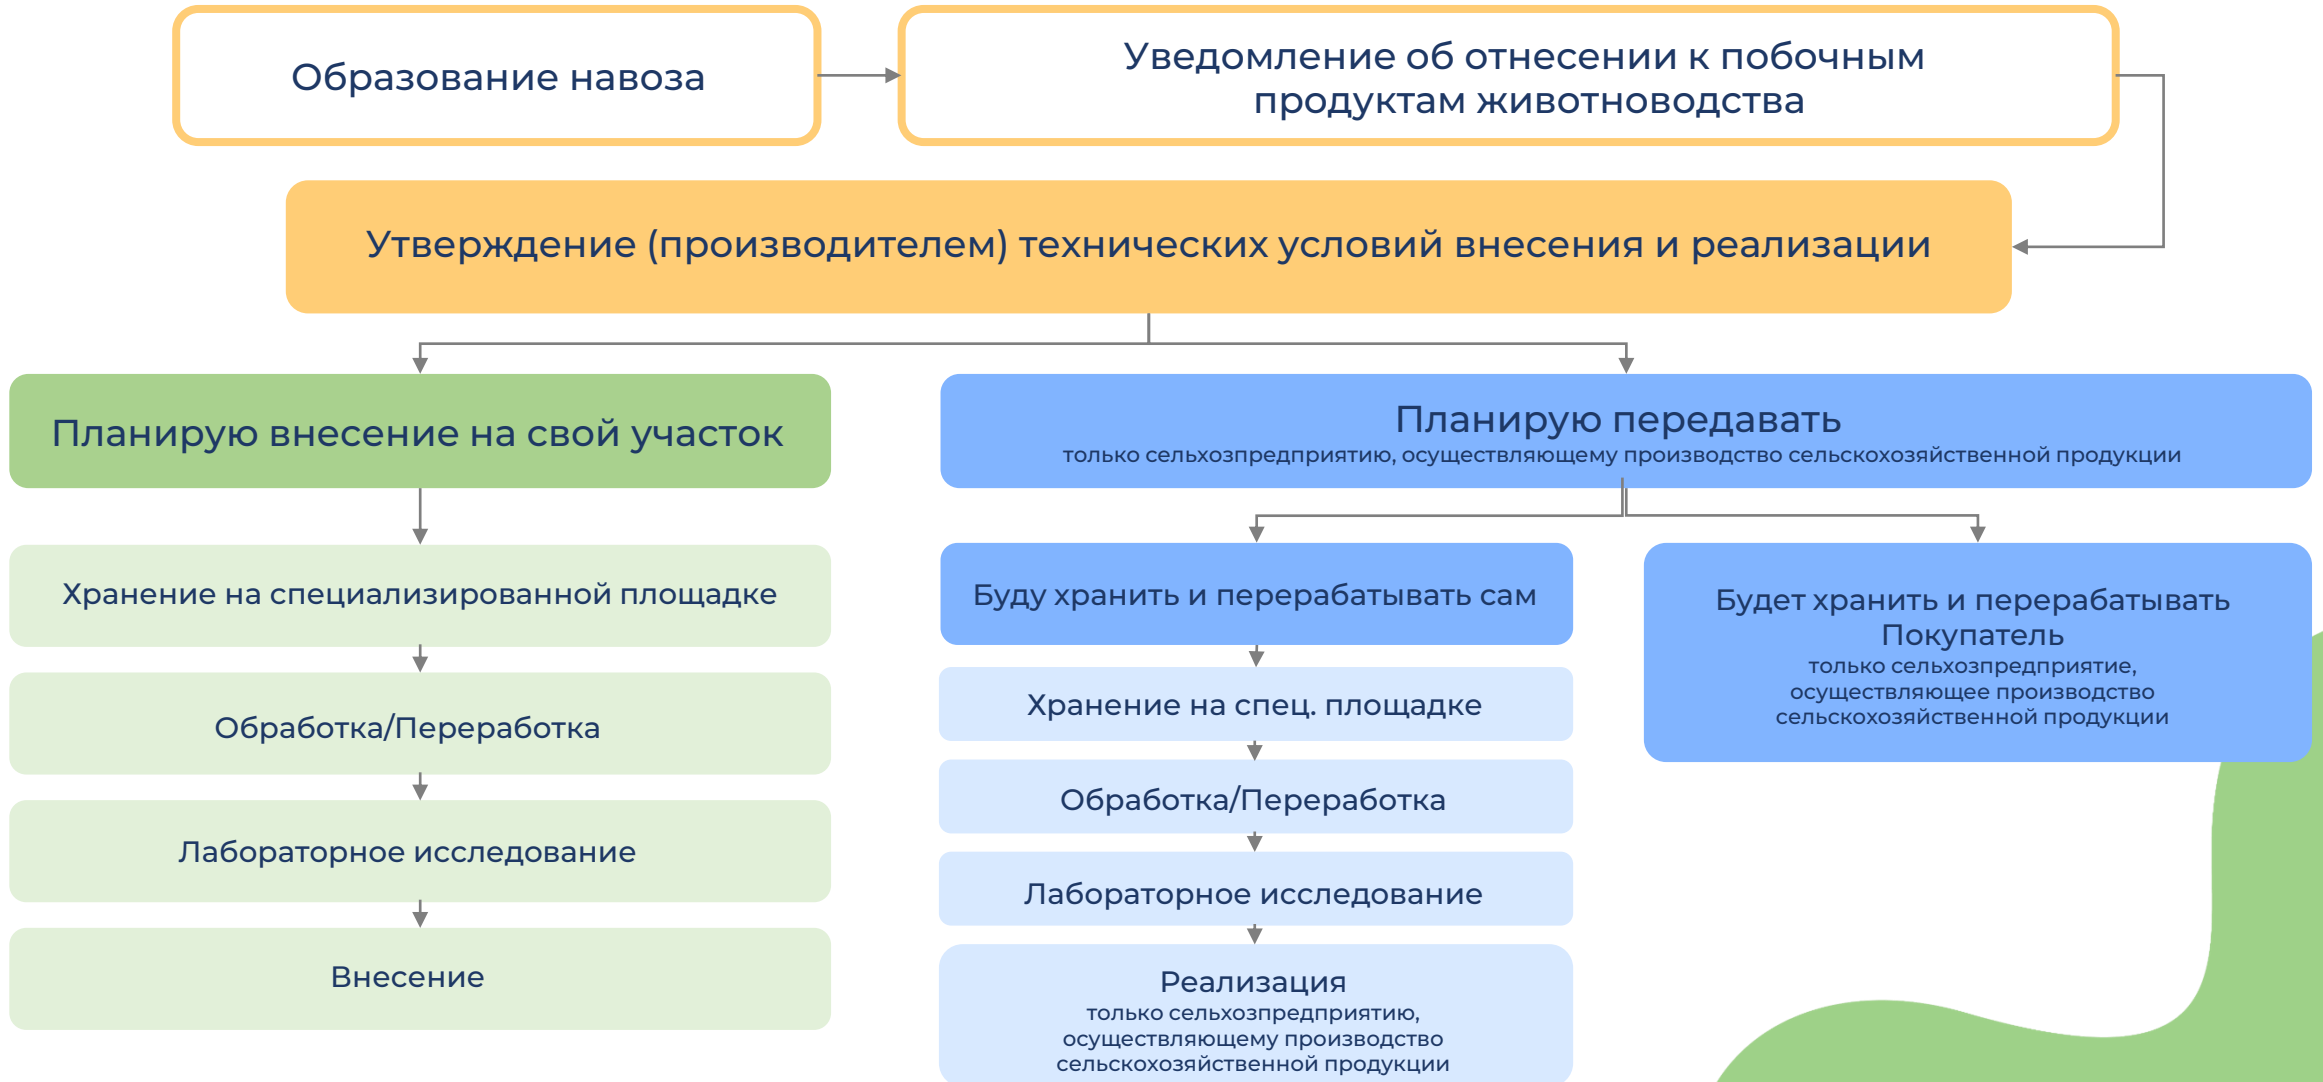 Образование навоза
Уведомление об отнесении к побочным
продуктам животноводства
Утверждение (производителем) технических условий внесения и реализации
Планирую внесение на свой участок
Хранение на специализированной площадке
Обработка/Переработка
Лабораторное исследование
Внесение
Планирую передавать
только сельхозпредприятию, осуществляющему производство сельскохозяйственной продукции
Буду хранить и перерабатывать сам
Хранение на спец. площадке
Обработка/Переработка
Лабораторное исследование
Реализация
только сельхозпредприятию,
осуществляющему производство
сельскохозяйственной продукции
Будет хранить и перерабатывать
Покупатель
только сельхозпредприятие,
осуществляющее производство
сельскохозяйственной продукции